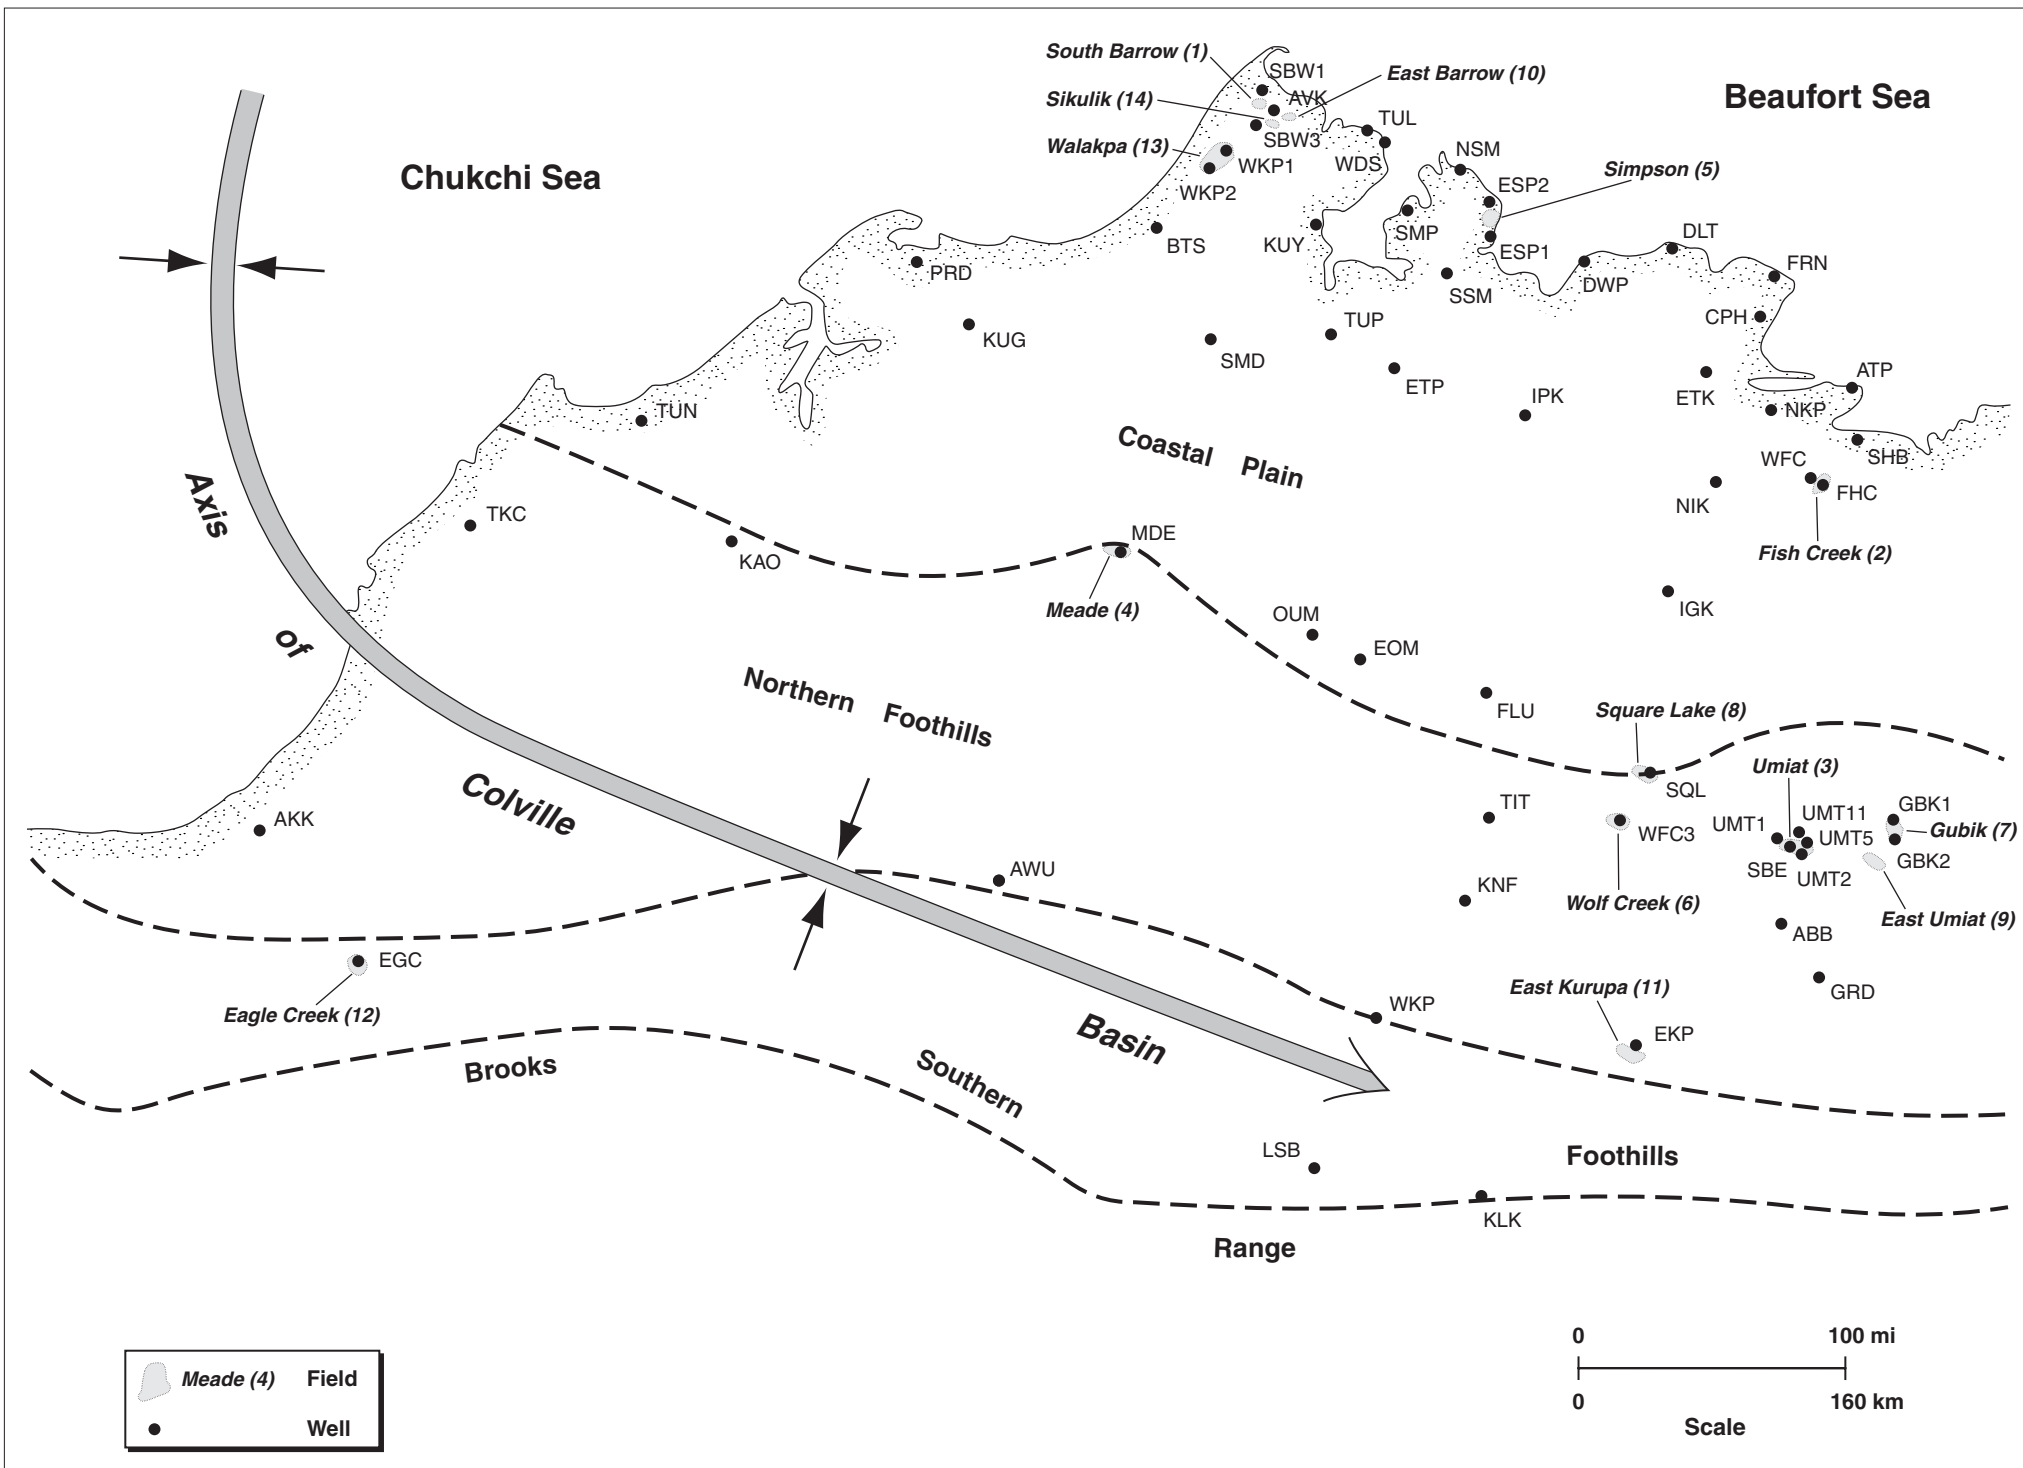 South Barrow (1)
SBW1
East Barrow (10)
Beaufort Sea
Sikulik (14)
AVK
TUL
Walakpa (13)
SBW3
NSM
Chukchi Sea
WKP1
WDS
Simpson (5)
WKP2
ESP2
BTS
KUY
SMP
DLT
ESP1
PRD
FRN
SSM
DWP
CPH
KUG
TUP
SMD
ETP
ATP
IPK
ETK
TUN
NKP
Coastal Plain
WFC
SHB
FHC
Axis
TKC
NIK
MDE
KAO
Fish Creek (2)
Meade (4)
OUM
IGK
of
EOM
Northern Foothills
FLU
Square Lake (8)
Umiat (3)
SQL
TIT
GBK1
Colville
AKK
UMT11
UMT1
WFC3
Gubik (7)
UMT5
GBK2
AWU
SBE
UMT2
KNF
Wolf Creek (6)
East Umiat (9)
ABB
EGC
East Kurupa (11)
GRD
WKP
Eagle Creek (12)
EKP
Basin
Brooks
Southern
LSB
Foothills
KLK
Range
0 100 mi
0 160 km
Scale
Meade (4) Field
Well